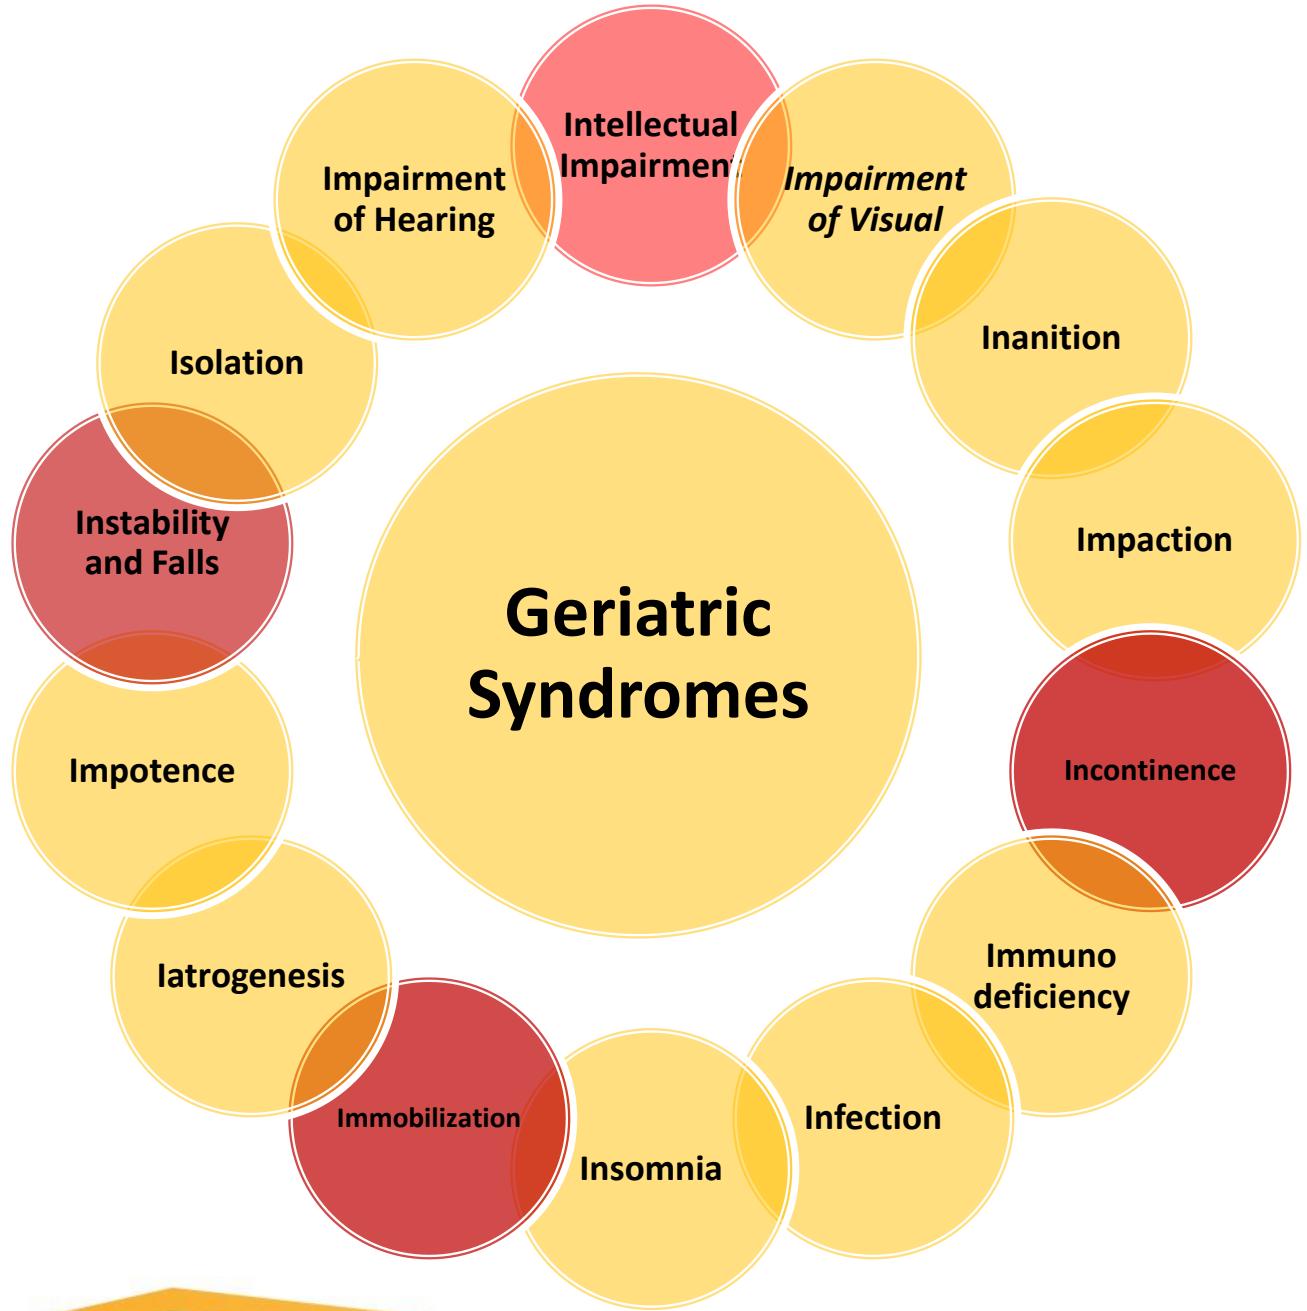 Intellectual
Impairment
Impairment
of Visual
Inanition
Impaction
Incontinence
Immuno
deficiency
Infection
Insomnia
Immobilization
Iatrogenesis
Impotence
Instability
and Falls
Isolation
Impairment
of Hearing
Geriatric
Syndromes